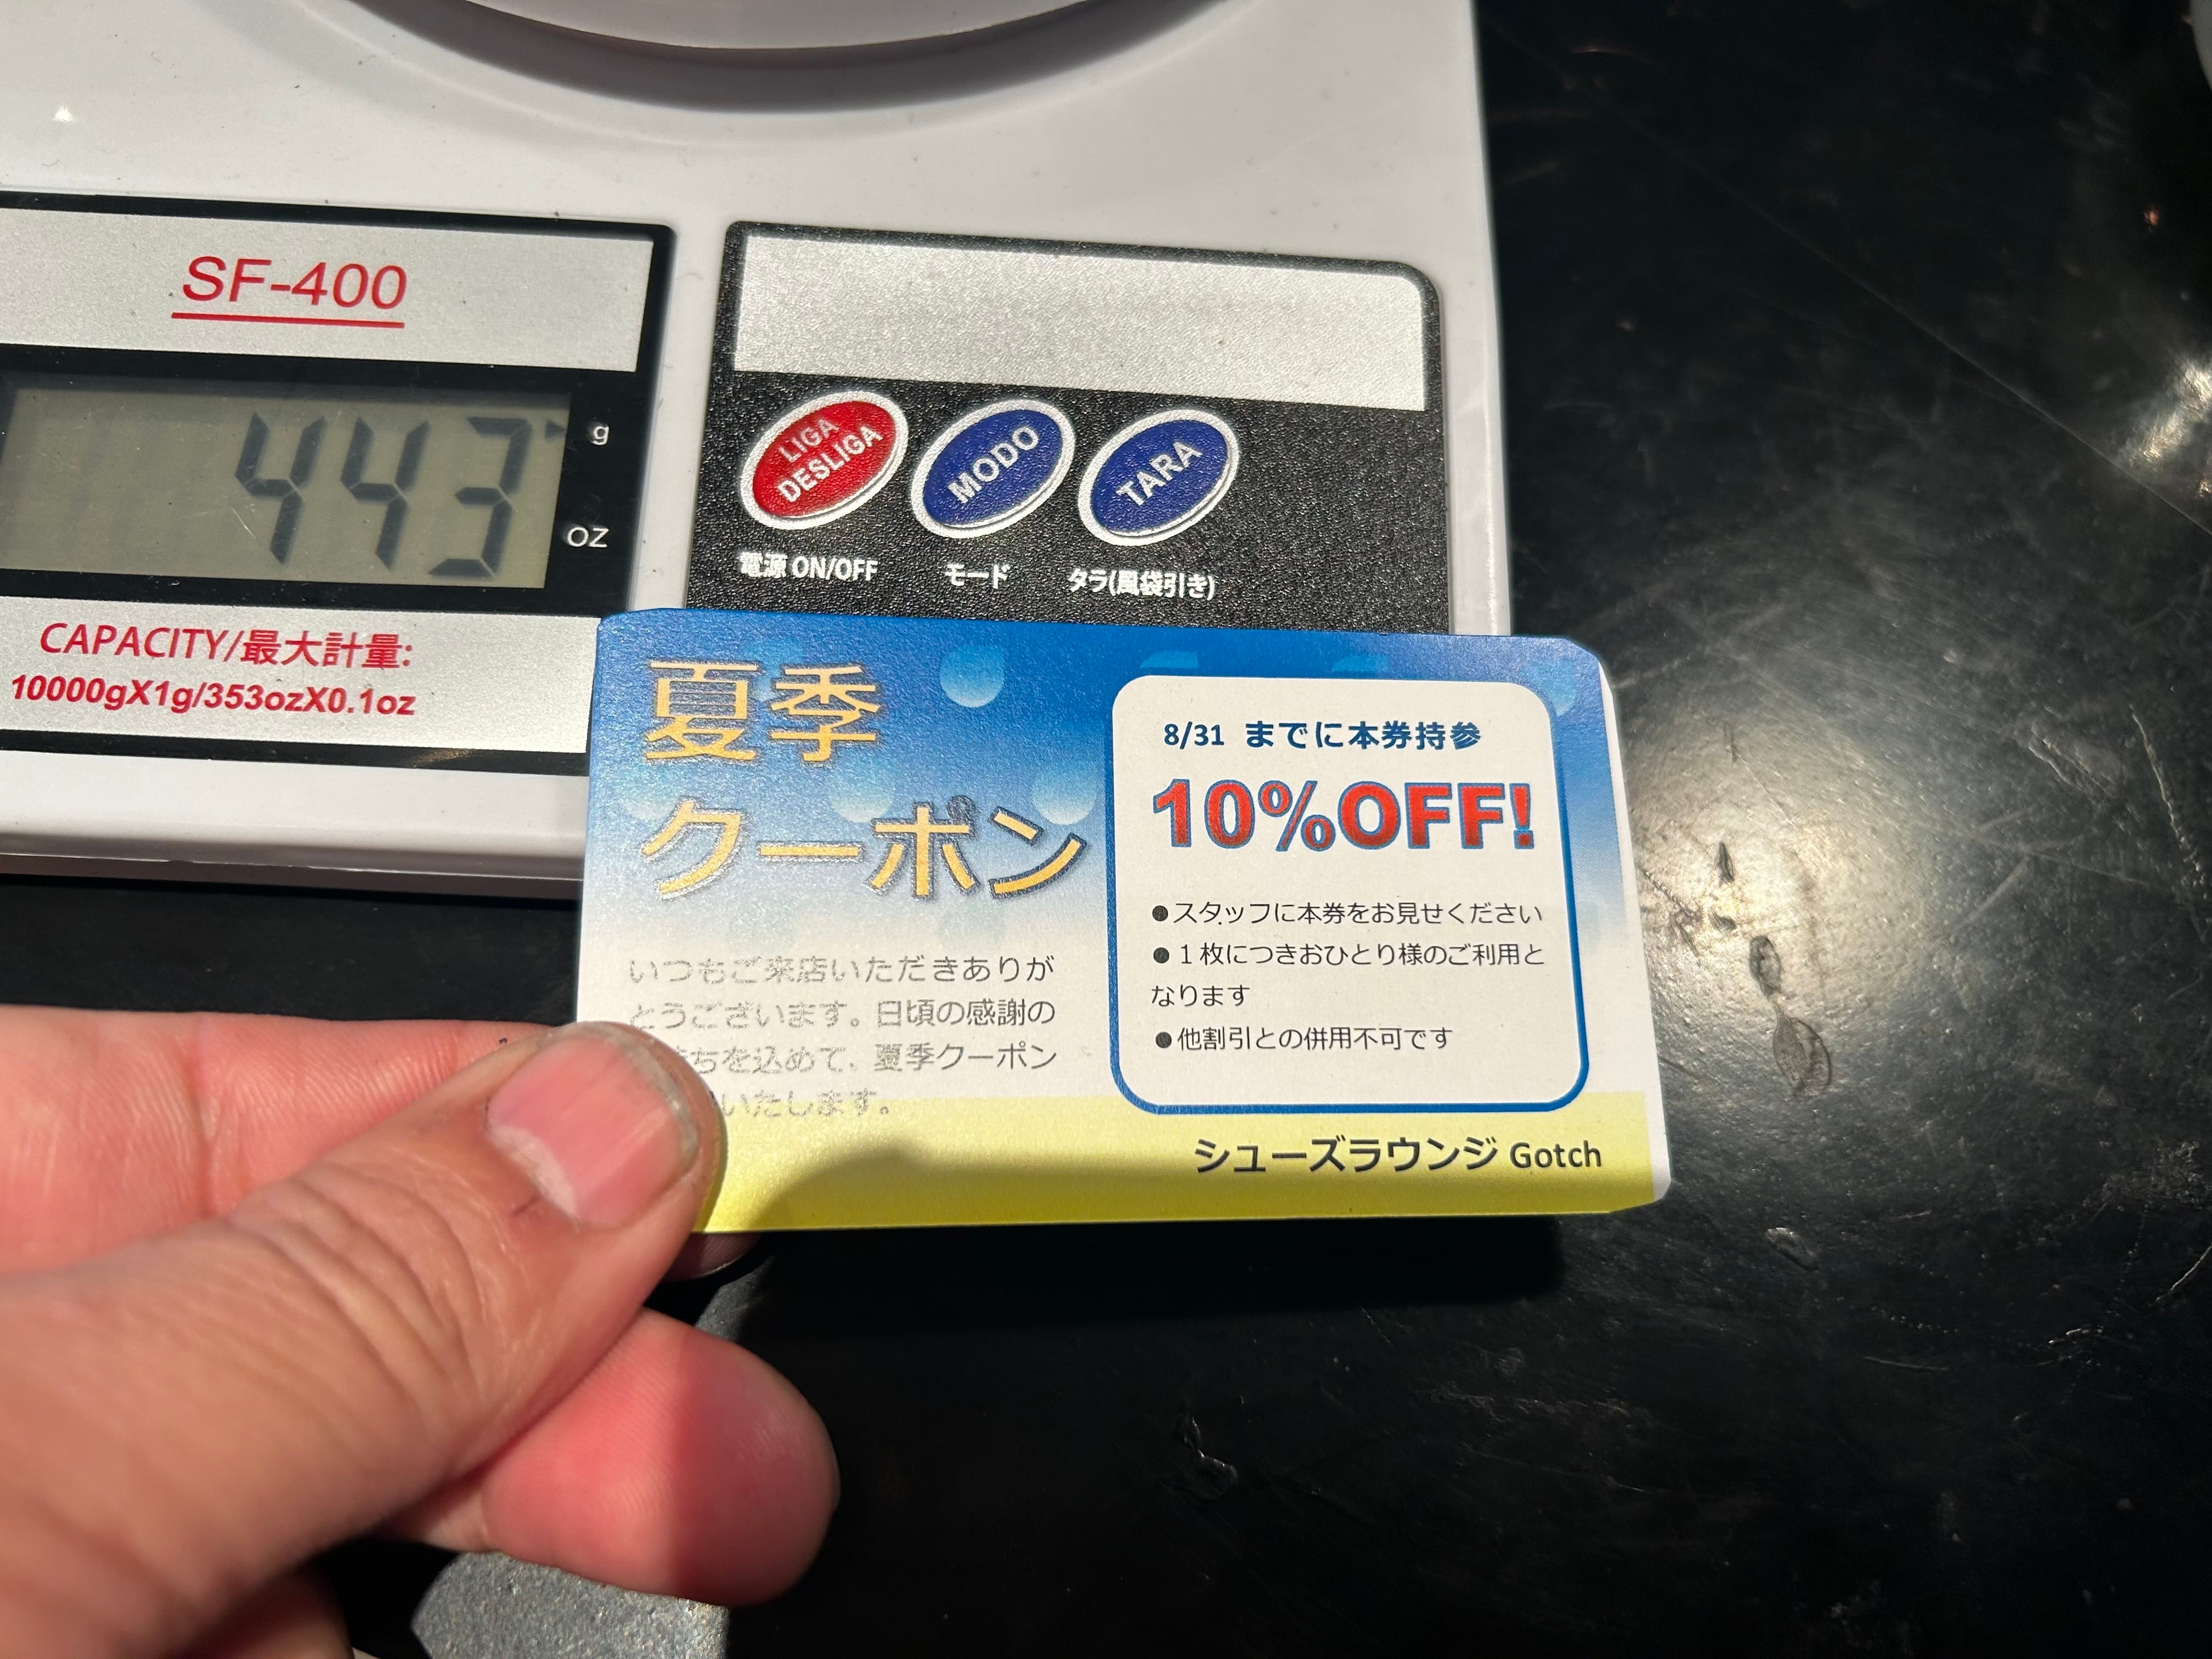 SF-400
443
g
oz
CAPACITY/最大計量:
10000gX1g/353ozX0.1oz
LIGA
DESLIGA
MODO
TARA
電源 ON/OFF
モード
タラ(風袋引き)
夏季
クーポン
いつもご来店いただきありが
とうございます。日頃の感謝の
ちを込めて、夏季クーポン
いたします。
8/31 までに本券持参
10%OFF!
●スタッフに本券をお見せください
●1枚につきおひとり様のご利用と
なります
●他割引との併用不可です
シューズラウンジ Gotch